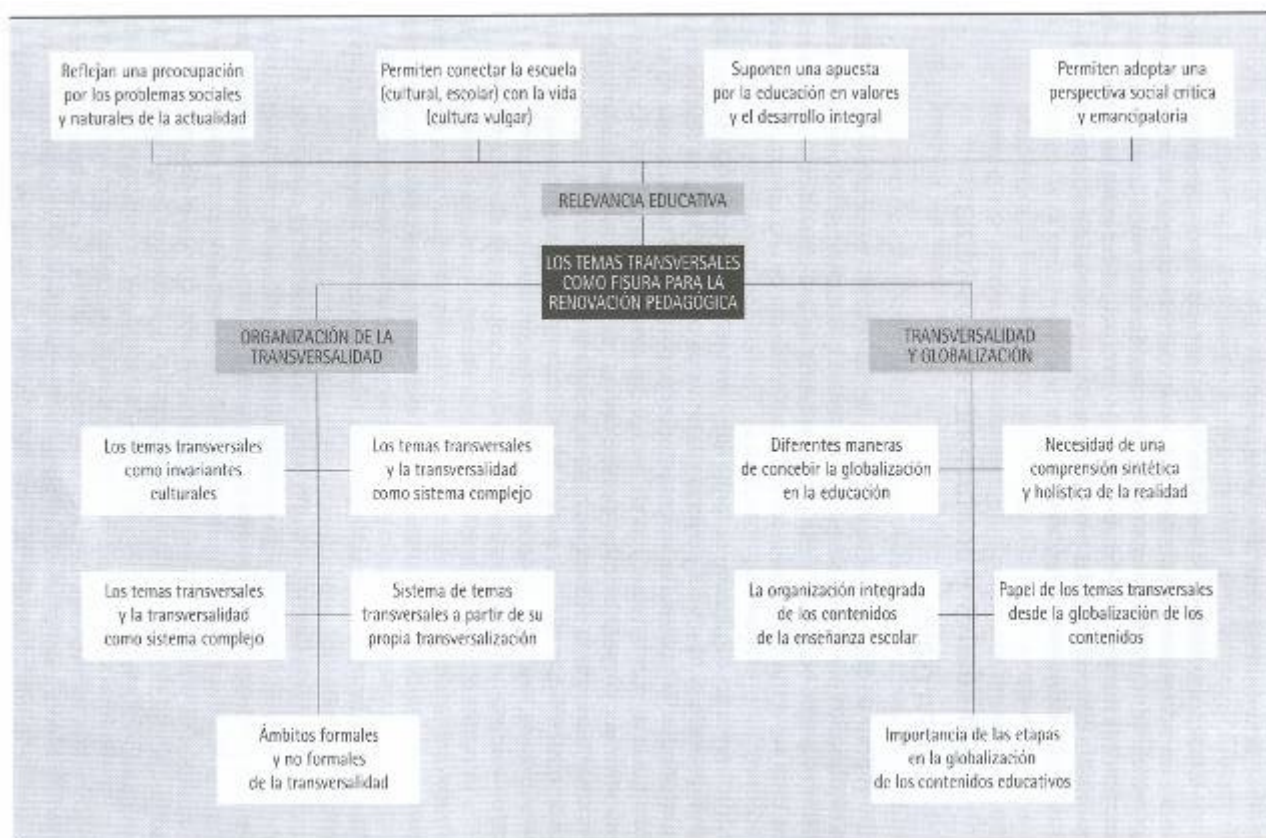 Reflejan una preocupación
por los problemas sociales
y naturales de la actualidad
Permiten conectar la escuela
(cultural, escolar) con la vida
(cultura vulgar)
Suponen una apuesta
por la educación en valores
y el desarrollo integral
Permiten adoptar una
perspectiva social crítica
y emancipatoria
RELEVANCIA EDUCATIVA
LOS TEMAS TRANSVERSALES
COMO FISURA PARA LA
RENOVACIÓN PEDAGÓGICA
ORGANIZACIÓN DE LA
TRANSVERSALIDAD
Los temas transversales
como invariantes
culturales
Los temas transversales
y la transversalidad
como sistema complejo
Los temas transversales
y la transversalidad
como sistema complejo
Sistema de temas
transversales a partir de su
propia transversalización
Ámbitos formales
y no formales
de la transversalidad
TRANSVERSALIDAD
Y GLOBALIZACIÓN
Diferentes maneras
de concebir la globalización
en la educación
Necesidad de una
comprensión sintética
y holística de la realidad
La organización integrada
de los contenidos
de la enseñanza escolar
Papel de los temas transversales
desde la globalización de los
contenidos
Importancia de las etapas
en la globalización
de los contenidos educativos